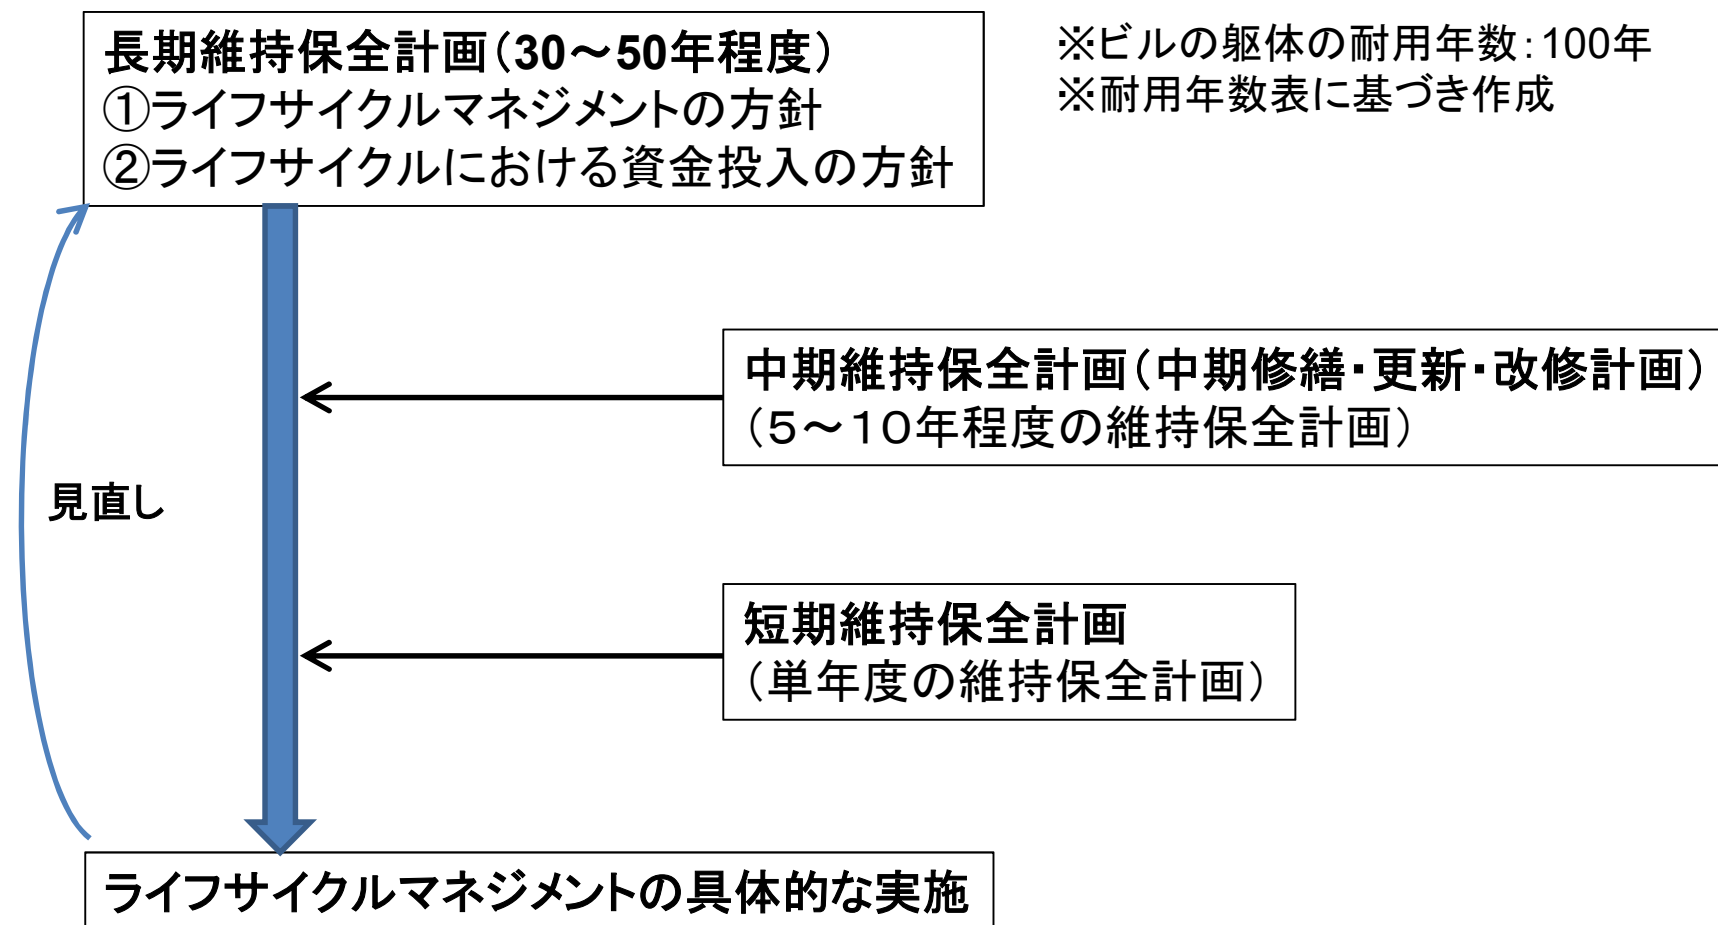 長期維持保全計画（30～50年程度）
①ライフサイクルマネジメントの方針
②ライフサイクルにおける資金投入の方針
※ビルの躯体の耐用年数：100年
※耐用年数表に基づき作成
中期維持保全計画（中期修繕・更新・改修計画）
（５～１０年程度の維持保全計画）
見直し
短期維持保全計画
（単年度の維持保全計画）
ライフサイクルマネジメントの具体的な実施